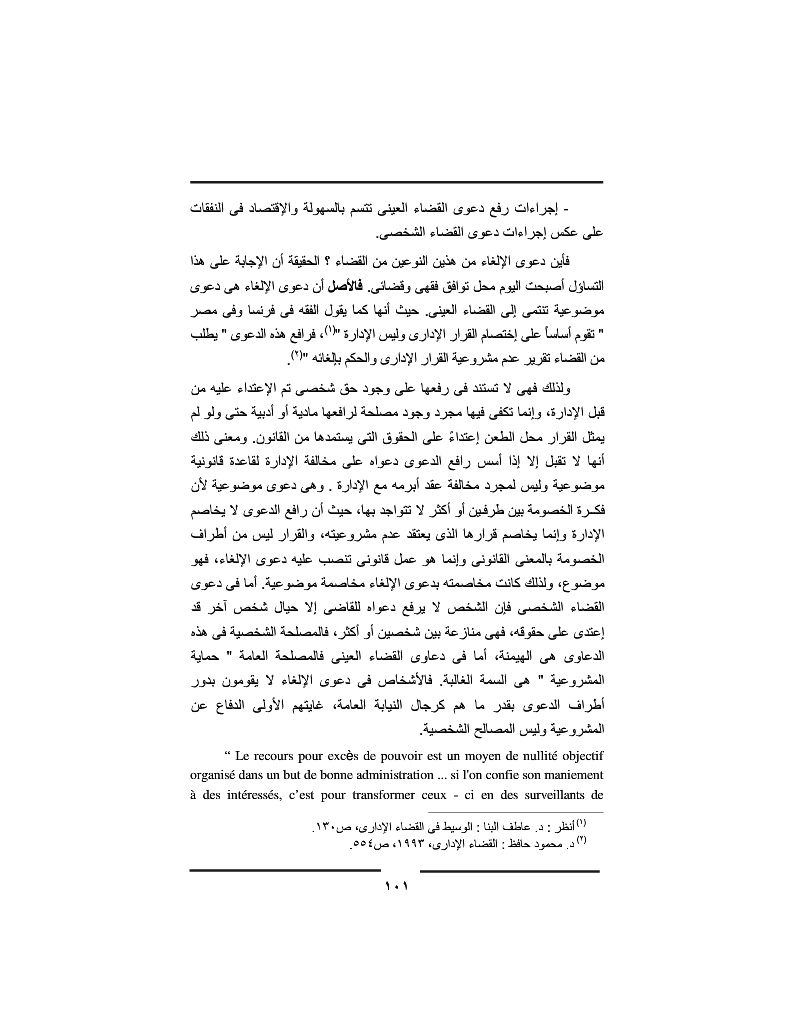 - إجراءات رفع دعوى القضاء العينى تتسم بالسهولة والإقتصاد فى النفقات
على عكس إجراءات دعوى القضاء الشخصى.
فأين دعوى الإلغاء من هذين النوعين من القضاء ؟ الحقيقة أن الإجابة على هذا
التساؤل أصبحت اليوم محل توافق فقهى وقضائى. فالأصل أن دعوى الإلغاء هى دعوى
موضوعية تنتمى إلى القضاء العينى. حيث أنها كما يقول الفقه فى فرنسا وفى مصر
" تقوم أساساً على إختصام القرار الإدارى وليس الإدارة "(١)، فرافع هذه الدعوى " يطلب
من القضاء تقرير عدم مشروعية القرار الإدارى والحكم بإلغائه "(٢).
ولذلك فهى لا تستند فى رفعها على وجود حق شخصى تم الإعتداء عليه من
قبل الإدارة، وإنما تكفى فيها مجرد وجود مصلحة لرافعها مادية أو أدبية حتى ولو لم
يمثل القرار محل الطعن إعتداءً على الحقوق التى يستمدها من القانون. ومعنى ذلك
أنها لا تقبل إلا إذا أسس رافع الدعوى دعواه على مخالفة الإدارة لقاعدة قانونية
موضوعية وليس لمجرد مخالفة عقد أبرمه مع الإدارة . وهى دعوى موضوعية لأن
فكرة الخصومة بين طرفين أو أكثر لا تتواجد بها، حيث أن رافع الدعوى لا يخاصم
الإدارة وإنما يخاصم قرارها الذى يعتقد عدم مشروعيته، والقرار ليس من أطراف
الخصومة بالمعنى القانونى وإنما هو عمل قانونى تنصب عليه دعوى الإلغاء، فهو
موضوع، ولذلك كانت مخاصمته بدعوى الإلغاء مخاصمة موضوعية. أما فى دعوى
القضاء الشخصى فإن الشخص لا يرفع دعواه للقاضى إلا حيال شخص آخر قد
إعتدى على حقوقه، فهى منازعة بين شخصين أو أكثر، فالمصلحة الشخصية فى هذه
الدعاوى هى الهيمنة، أما فى دعاوى القضاء العينى فالمصلحة العامة " حماية
المشروعية " هى السمة الغالبة. فالأشخاص فى دعوى الإلغاء لا يقومون بدور
أطراف الدعوى بقدر ما هم كرجال النيابة العامة، غايتهم الأولى الدفاع عن
المشروعية وليس المصالح الشخصية.
“ Le recours pour excès de pouvoir est un moyen de nullité objectif
organisé dans un but de bonne administration ... si l'on confie son maniement
à des intéressés, c’est pour transformer ceux - ci en des surveillants de
(١) أنظر : د. عاطف البنا : الوسيط فى القضاء الإدارى، ص١٣٠.
(٢) د. محمود حافظ : القضاء الإدارى، ١٩٩٣، ص٥٥٤.
١٠١